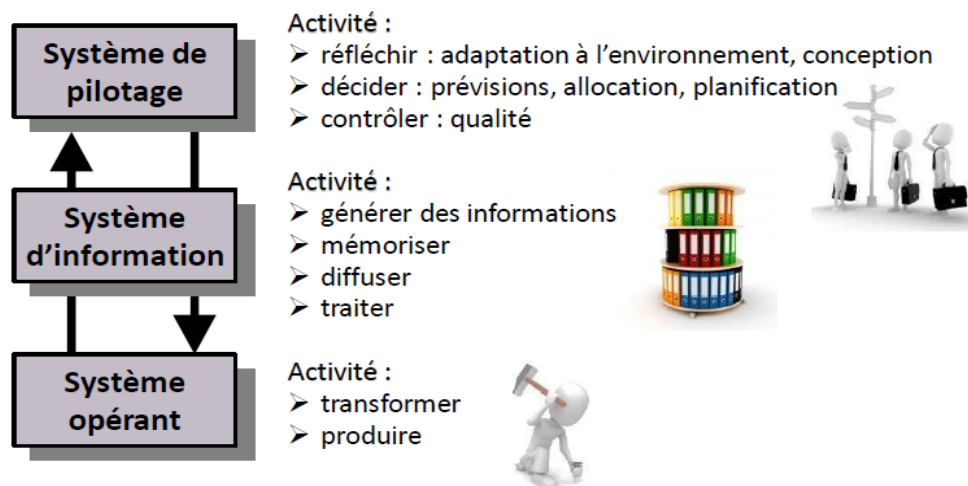 Système de
pilotage
Activité :
➢ réfléchir : adaptation à l'environnement, conception
➢ décider : prévisions, allocation, planification
➢ contrôler : qualité
Système
d'information
Activité :
➢ générer des informations
➢ mémoriser
➢ diffuser
➢ traiter
Système
opérant
Activité :
➢ transformer
➢ produire